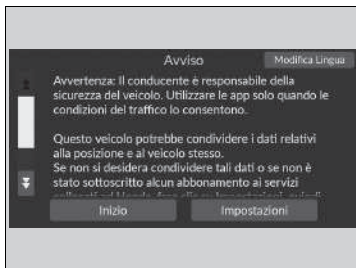 Avviso
Modifica Lingua
Avvertenza: Il conducente è responsabile della
sicurezza del veicolo. Utilizzare le app solo quando le
condizioni del traffico lo consentono.
Questo veicolo potrebbe condividere i dati relativi
alla posizione e al veicolo stesso.
Se non si desidera condividere tali dati o se non è
stato sottoscritto alcun abbonamento ai servizi
Inizio
Impostazioni